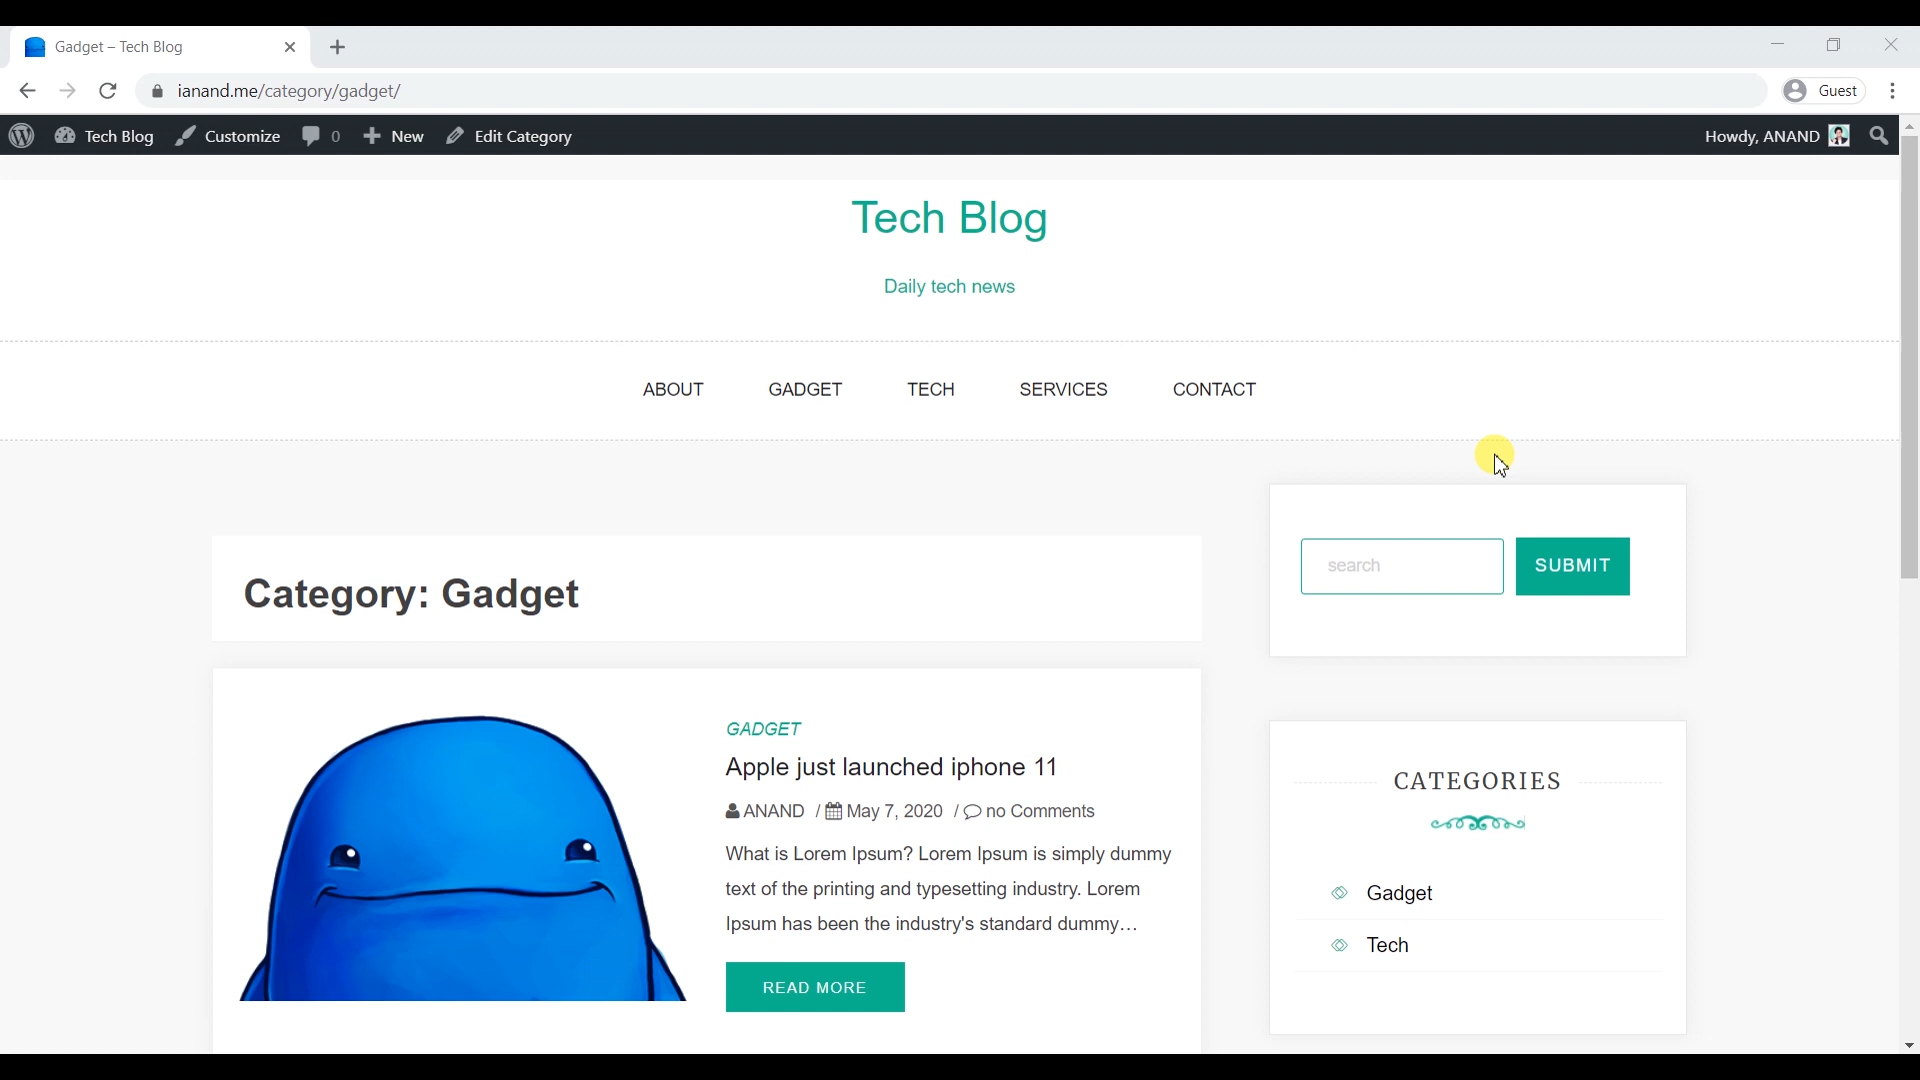 Gadget – Tech Blog
ianand.me/category/gadget/
Guest
Tech Blog
Customize
0
New
Edit Category
Howdy, ANAND
Tech Blog
Daily tech news
ABOUT
GADGET
TECH
SERVICES
CONTACT
Category: Gadget
GADGET
Apple just launched iphone 11
ANAND / May 7, 2020 / no Comments
What is Lorem Ipsum? Lorem Ipsum is simply dummy
text of the printing and typesetting industry. Lorem
Ipsum has been the industry's standard dummy…
READ MORE
search
SUBMIT
CATEGORIES
Gadget
Tech